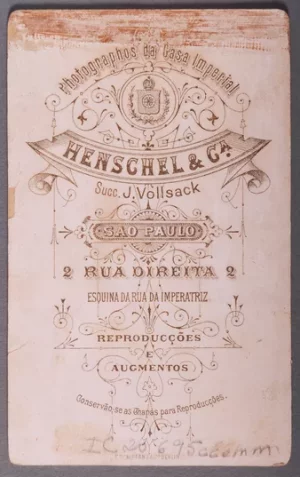 Photographos da Casa Imperial
HENSCHEL & Cª
Succ. J. Vollsack
SAO PAULO
2 RUA DIREITA 2
ESQUINA DA RUA DA IMPERATRIZ
REPRODUCÇÕES
E
AUGMENTOS
Conservão-se as chapas para Reproducções.